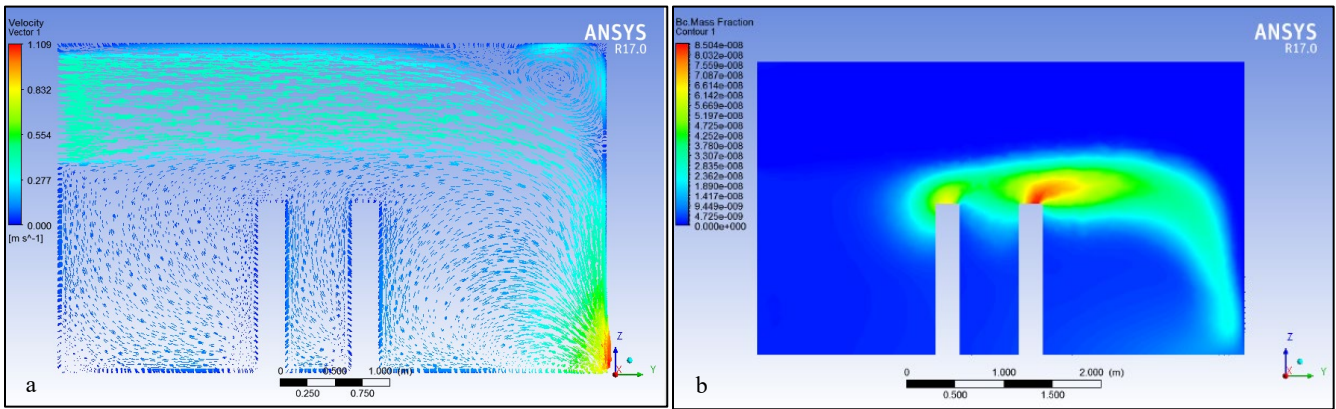 Velocity
Vector 1
1.109
0.832
0.554
0.277
0.000
[m s^-1]
ANSYS
R17.0
Z
Y
X
0 0.500 1.000 (m)
0.250 0.750
a
Bc.Mass Fraction
Contour 1
8.504e-008
8.032e-008
7.559e-008
7.087e-008
6.614e-008
6.142e-008
5.669e-008
5.197e-008
4.725e-008
4.252e-008
3.780e-008
3.307e-008
2.835e-008
2.362e-008
1.890e-008
1.417e-008
9.449e-009
4.725e-009
0.000e+000
ANSYS
R17.0
Z
Y
X
0 1.000 2.000 (m)
0.500 1.500
b